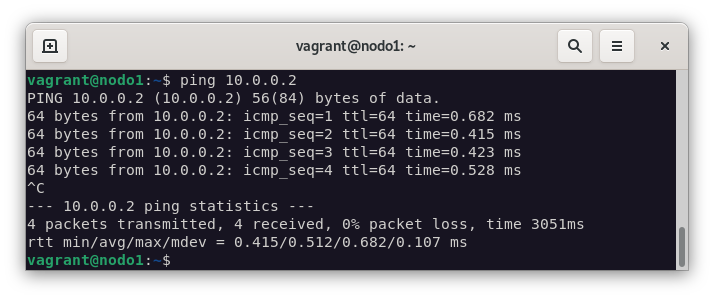 vagrant@nodo1: ~
vagrant@nodo1:~$ ping 10.0.0.2
PING 10.0.0.2 (10.0.0.2) 56(84) bytes of data.
64 bytes from 10.0.0.2: icmp_seq=1 ttl=64 time=0.682 ms
64 bytes from 10.0.0.2: icmp_seq=2 ttl=64 time=0.415 ms
64 bytes from 10.0.0.2: icmp_seq=3 ttl=64 time=0.423 ms
64 bytes from 10.0.0.2: icmp_seq=4 ttl=64 time=0.528 ms
^C
--- 10.0.0.2 ping statistics ---
4 packets transmitted, 4 received, 0% packet loss, time 3051ms
rtt min/avg/max/mdev = 0.415/0.512/0.682/0.107 ms
vagrant@nodo1:~$